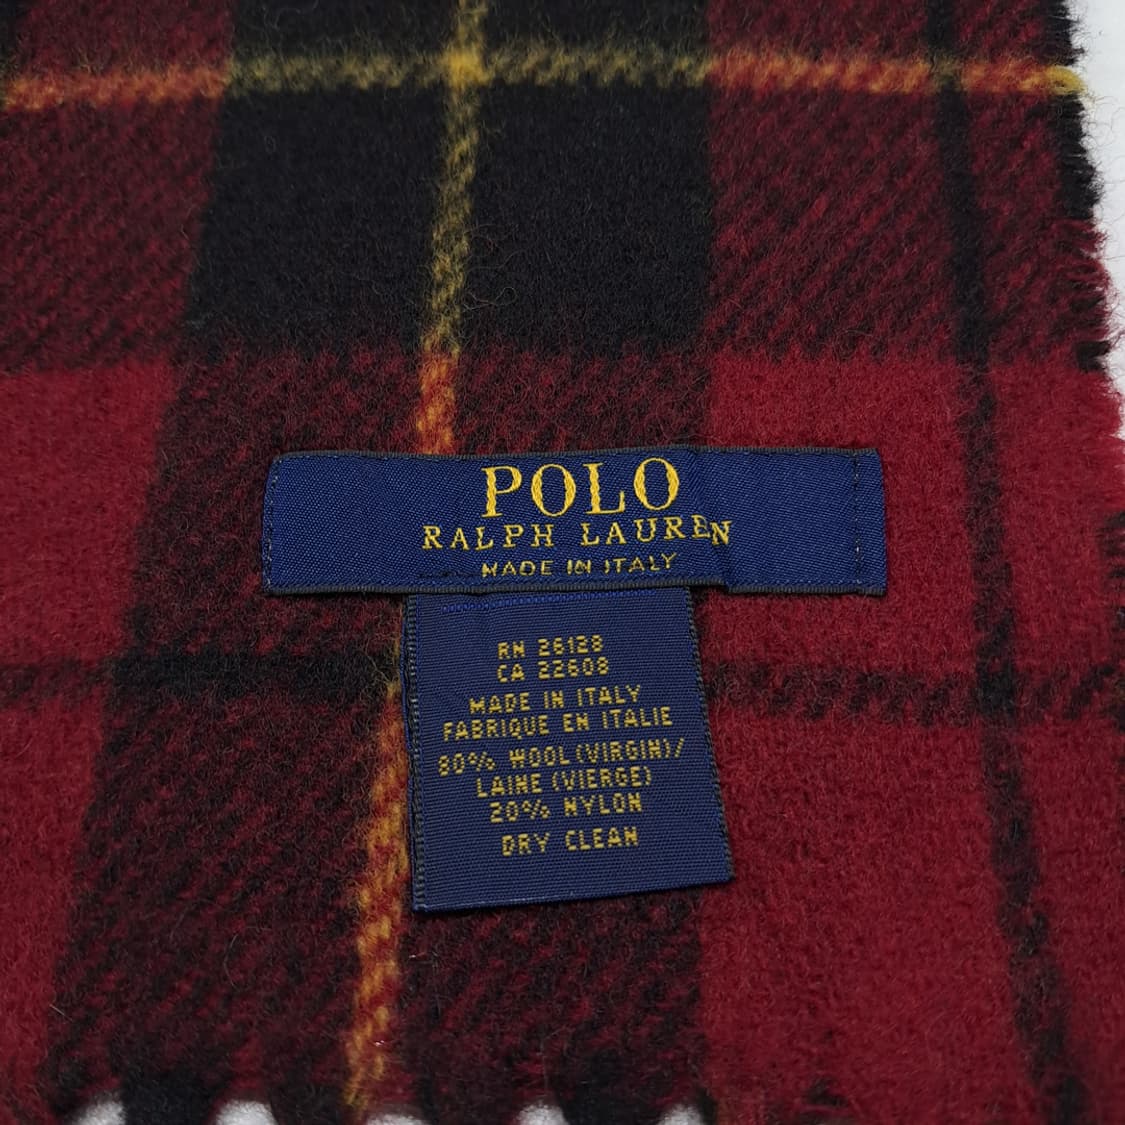 POLO
RALPH LAUREN
MADE IN ITALY
RN 26128
CA 22608
MADE IN ITALY
FABRIQUE EN ITALIE
80% WOOL (VIRGIN)/
LAINE (VIERGE)
20% NYLON
DRY CLEAN